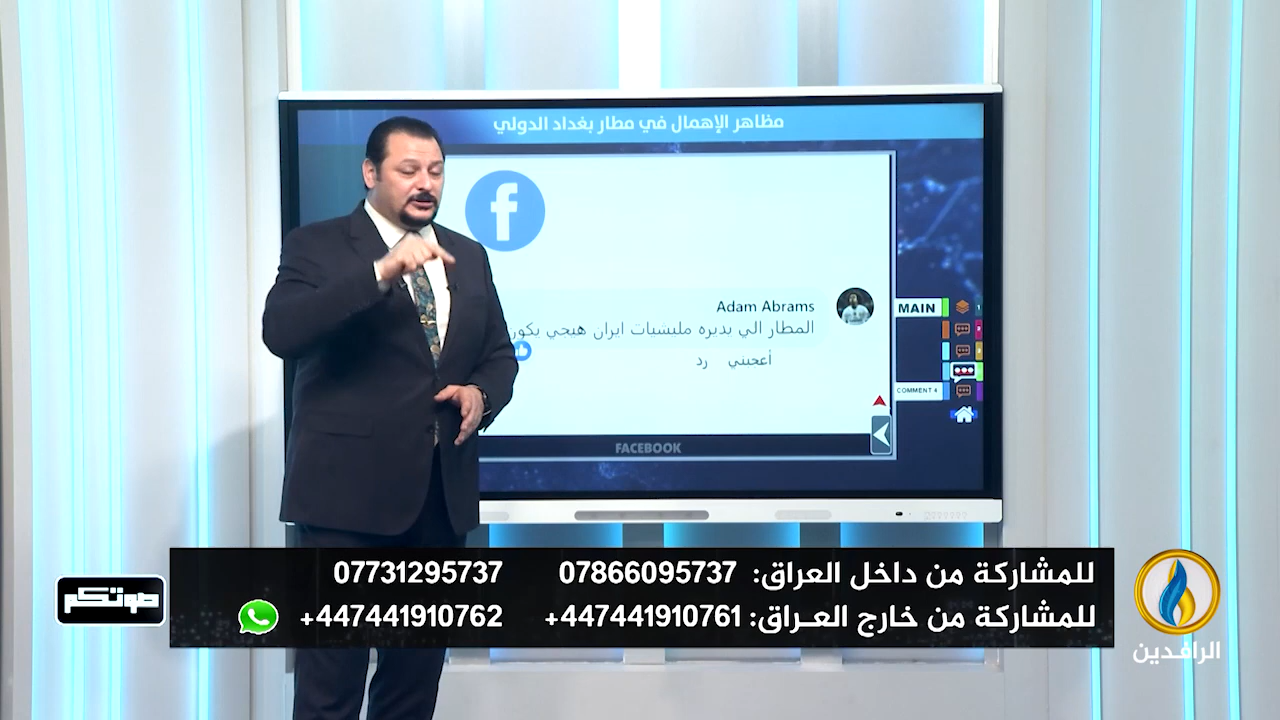 مظاهر الإهمال في مطار بغداد الدولي
f
Adam Abrams
المطار الي يديره مليشيات ايران هيجي يكون
أعجبني رد
FACEBOOK
MAIN
COMMENT 4
للمشاركة من داخل العراق: 07866095737 07731295737
للمشاركة من خارج العـراق: 447441910761+ 447441910762+
صوتكم
الرافدين